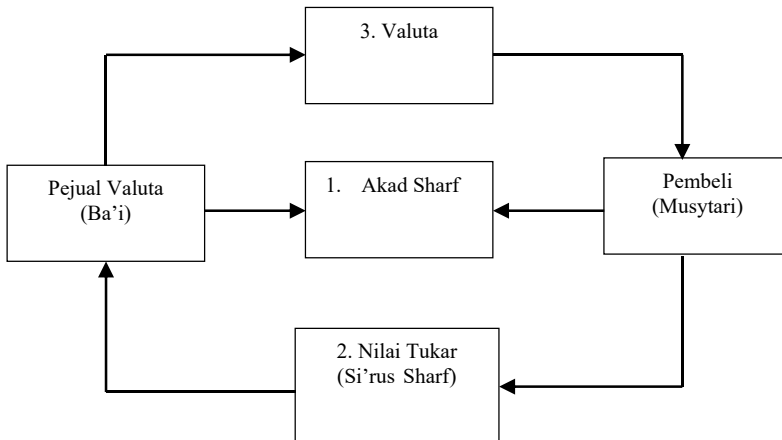 3. Valuta
Pejual Valuta
(Ba'i)
1. Akad Sharf
Pembeli
(Musytari)
2. Nilai Tukar
(Si'rus Sharf)